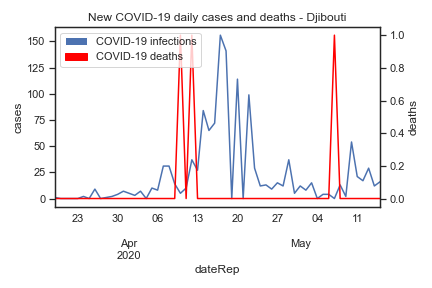 New COVID-19 daily cases and deaths - Djibouti
COVID-19 infections
COVID-19 deaths
150
125
100
75
50
25
0
cases
1.0
0.8
0.6
0.4
0.2
0.0
deaths
23 30 06 13 20 27 04 11
Apr May
2020
dateRep